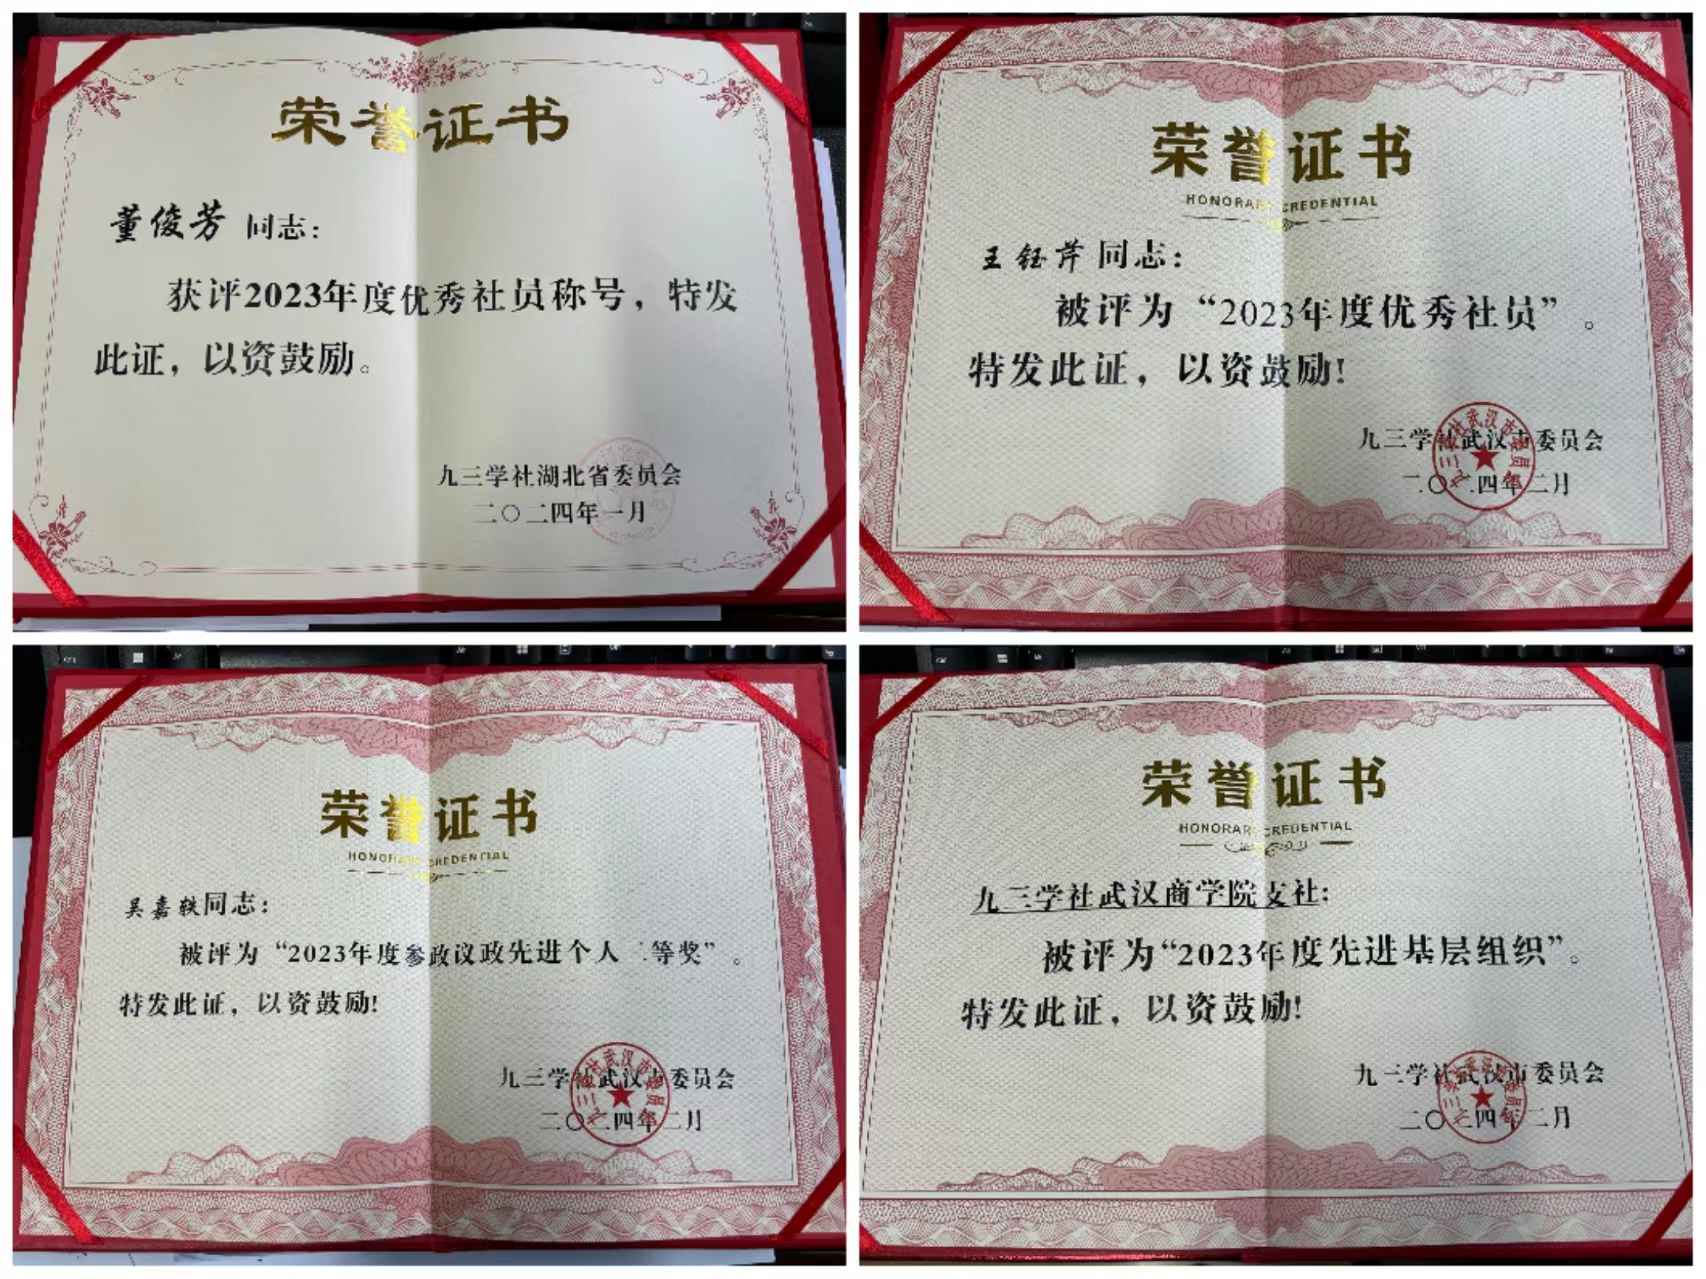 荣誉证书
董俊芳 同志：
获评2023年度优秀社员称号，特发
此证，以资鼓励。
九三学社湖北省委员会
二〇二四年一月
荣誉证书
HONORARY CREDENTIAL
王钰芹 同志：
被评为“2023年度优秀社员”。
特发此证，以资鼓励！
九三学社武汉市委员会
二〇二四年二月
荣誉证书
HONORARY CREDENTIAL
吴嘉轶同志：
被评为“2023年度参政议政先进个人二等奖”。
特发此证，以资鼓励！
九三学社武汉市委员会
二〇二四年二月
荣誉证书
HONORARY CREDENTIAL
九三学社武汉商学院支社：
被评为“2023年度先进基层组织”。
特发此证，以资鼓励！
九三学社武汉市委员会
二〇二四年二月